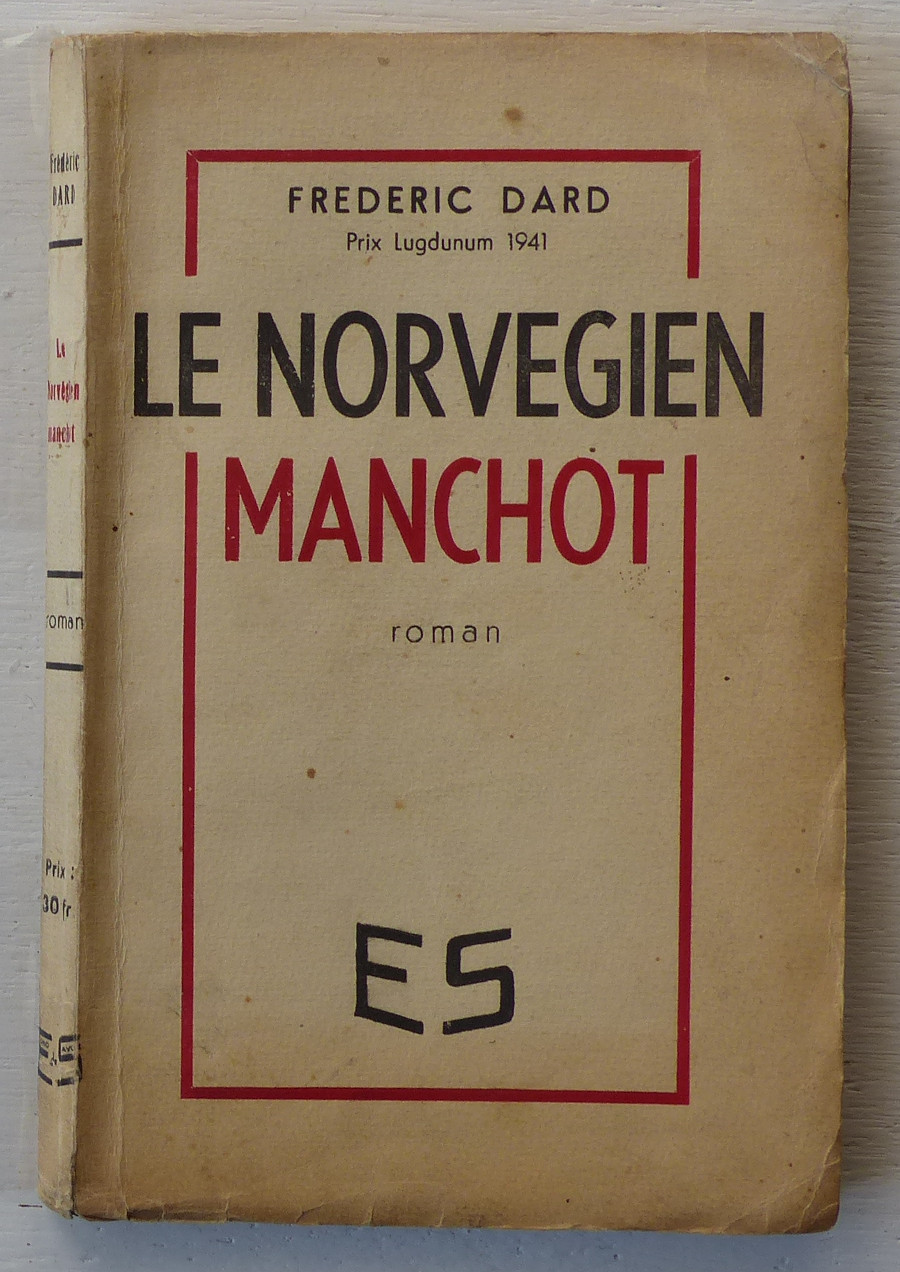 FREDERIC DARD
Prix Lugdunum 1941
LE NORVEGIEN
MANCHOT
roman
ES
Frédéric
DARD
Le
Norvégien
manchot
roman
Prix :
30 fr